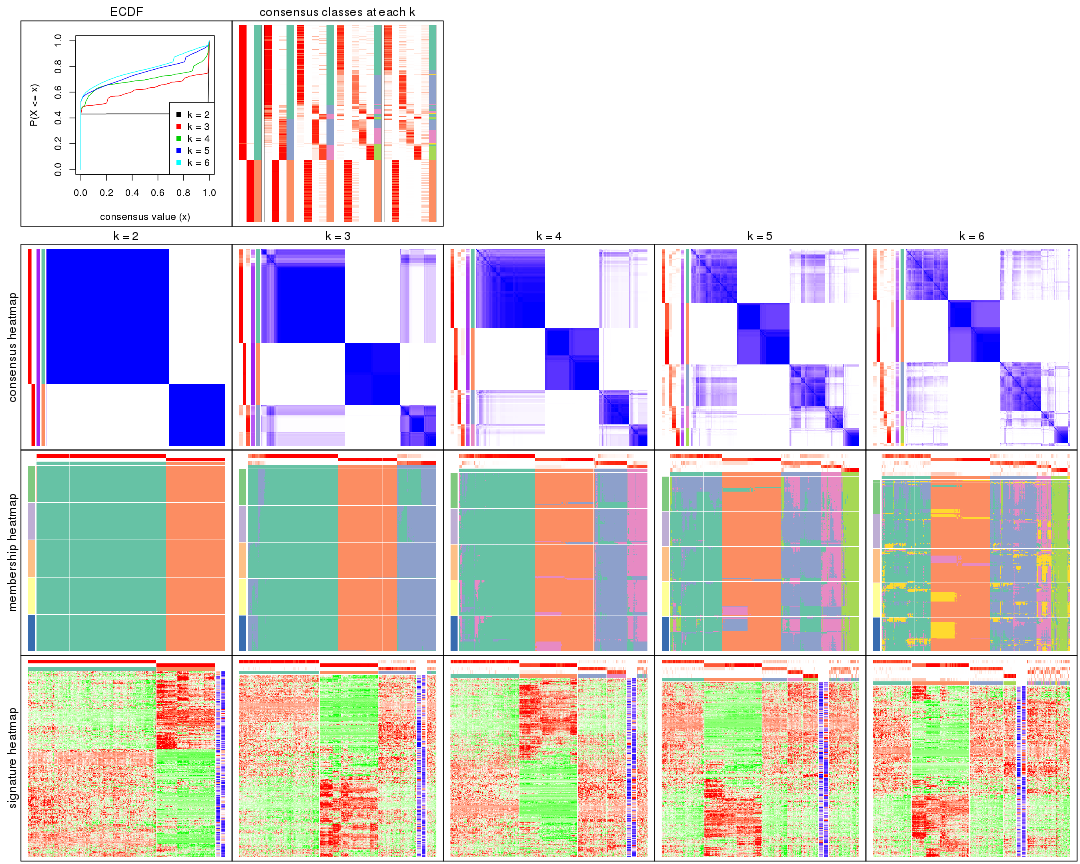 ECDF
consensus classes at each k
P(X <= x)
0.0 0.2 0.4 0.6 0.8 1.0
k = 2
k = 3
k = 4
k = 5
k = 6
0.0 0.2 0.4 0.6 0.8 1.0
consensus value (x)
k = 2
k = 3
k = 4
k = 5
k = 6
consensus heatmap
membership heatmap
signature heatmap